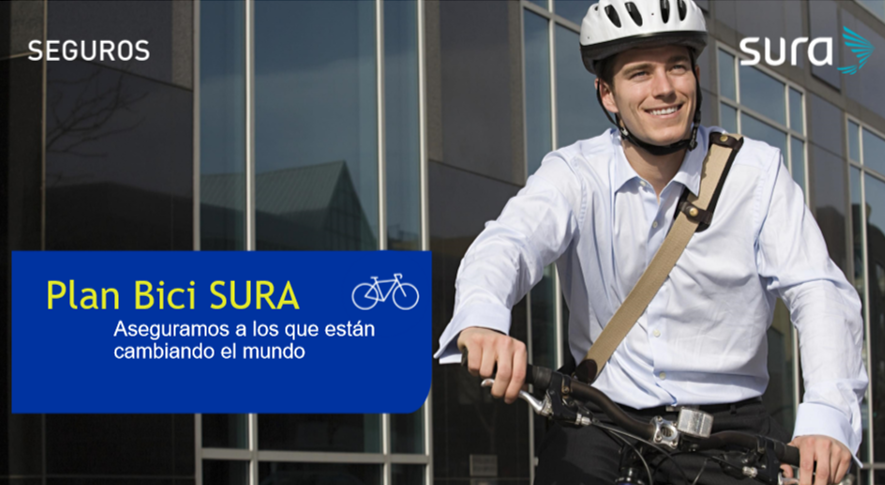 SEGUROS
sura
Plan Bici SURA
Aseguramos a los que están
cambiando el mundo